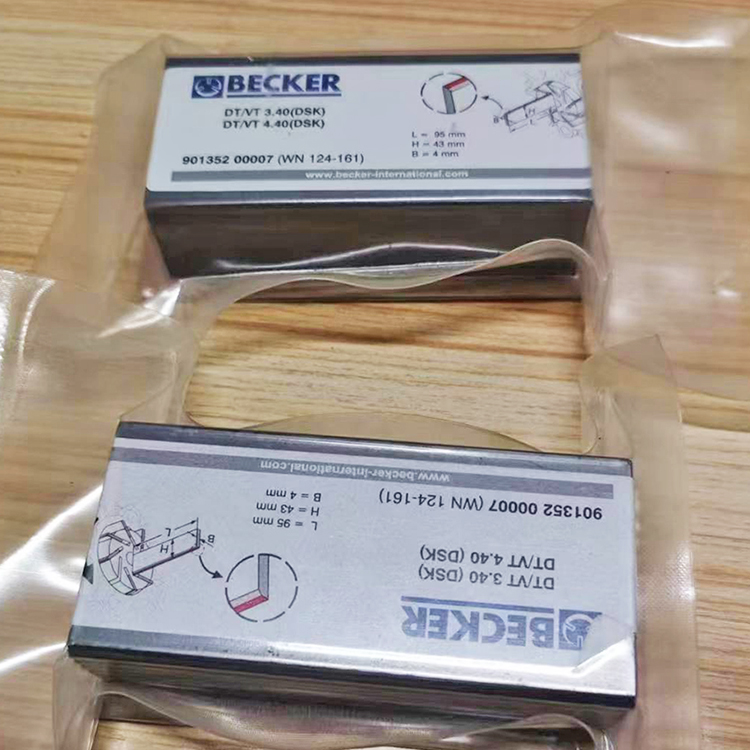 BECKER
DT/VT 3.40(DSK)
DT/VT 4.40(DSK)
901352 00007 (WN 124-161)
L = 95 mm
H = 43 mm
B = 4 mm
B
L
www.becker-international.com
BECKER
DT/VT 3.40 (DSK)
DT/VT 4.40 (DSK)
901352 00007 (WN 124-161)
L = 95 mm
H = 43 mm
B = 4 mm
B
H
L
www.becker-international.com